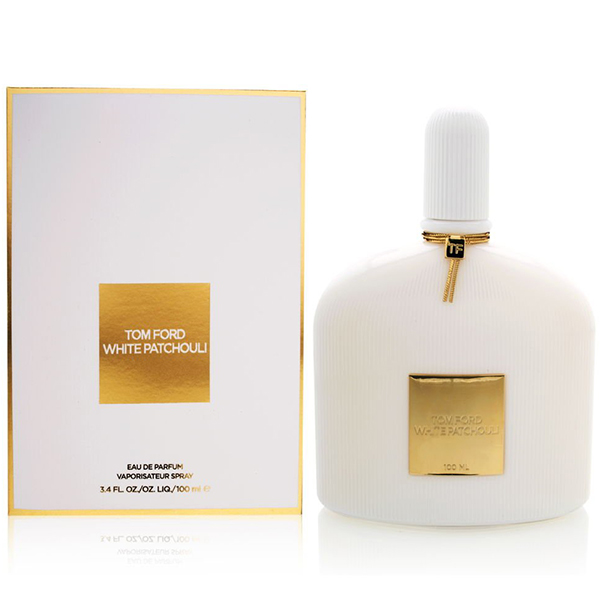 TOM FORD
WHITE PATCHOULI
EAU DE PARFUM
VAPORISATEUR SPRAY
3.4 FL. OZ./OZ. LIQ./100 ml ℮
TF
TOM FORD
WHITE PATCHOULI
100 ML